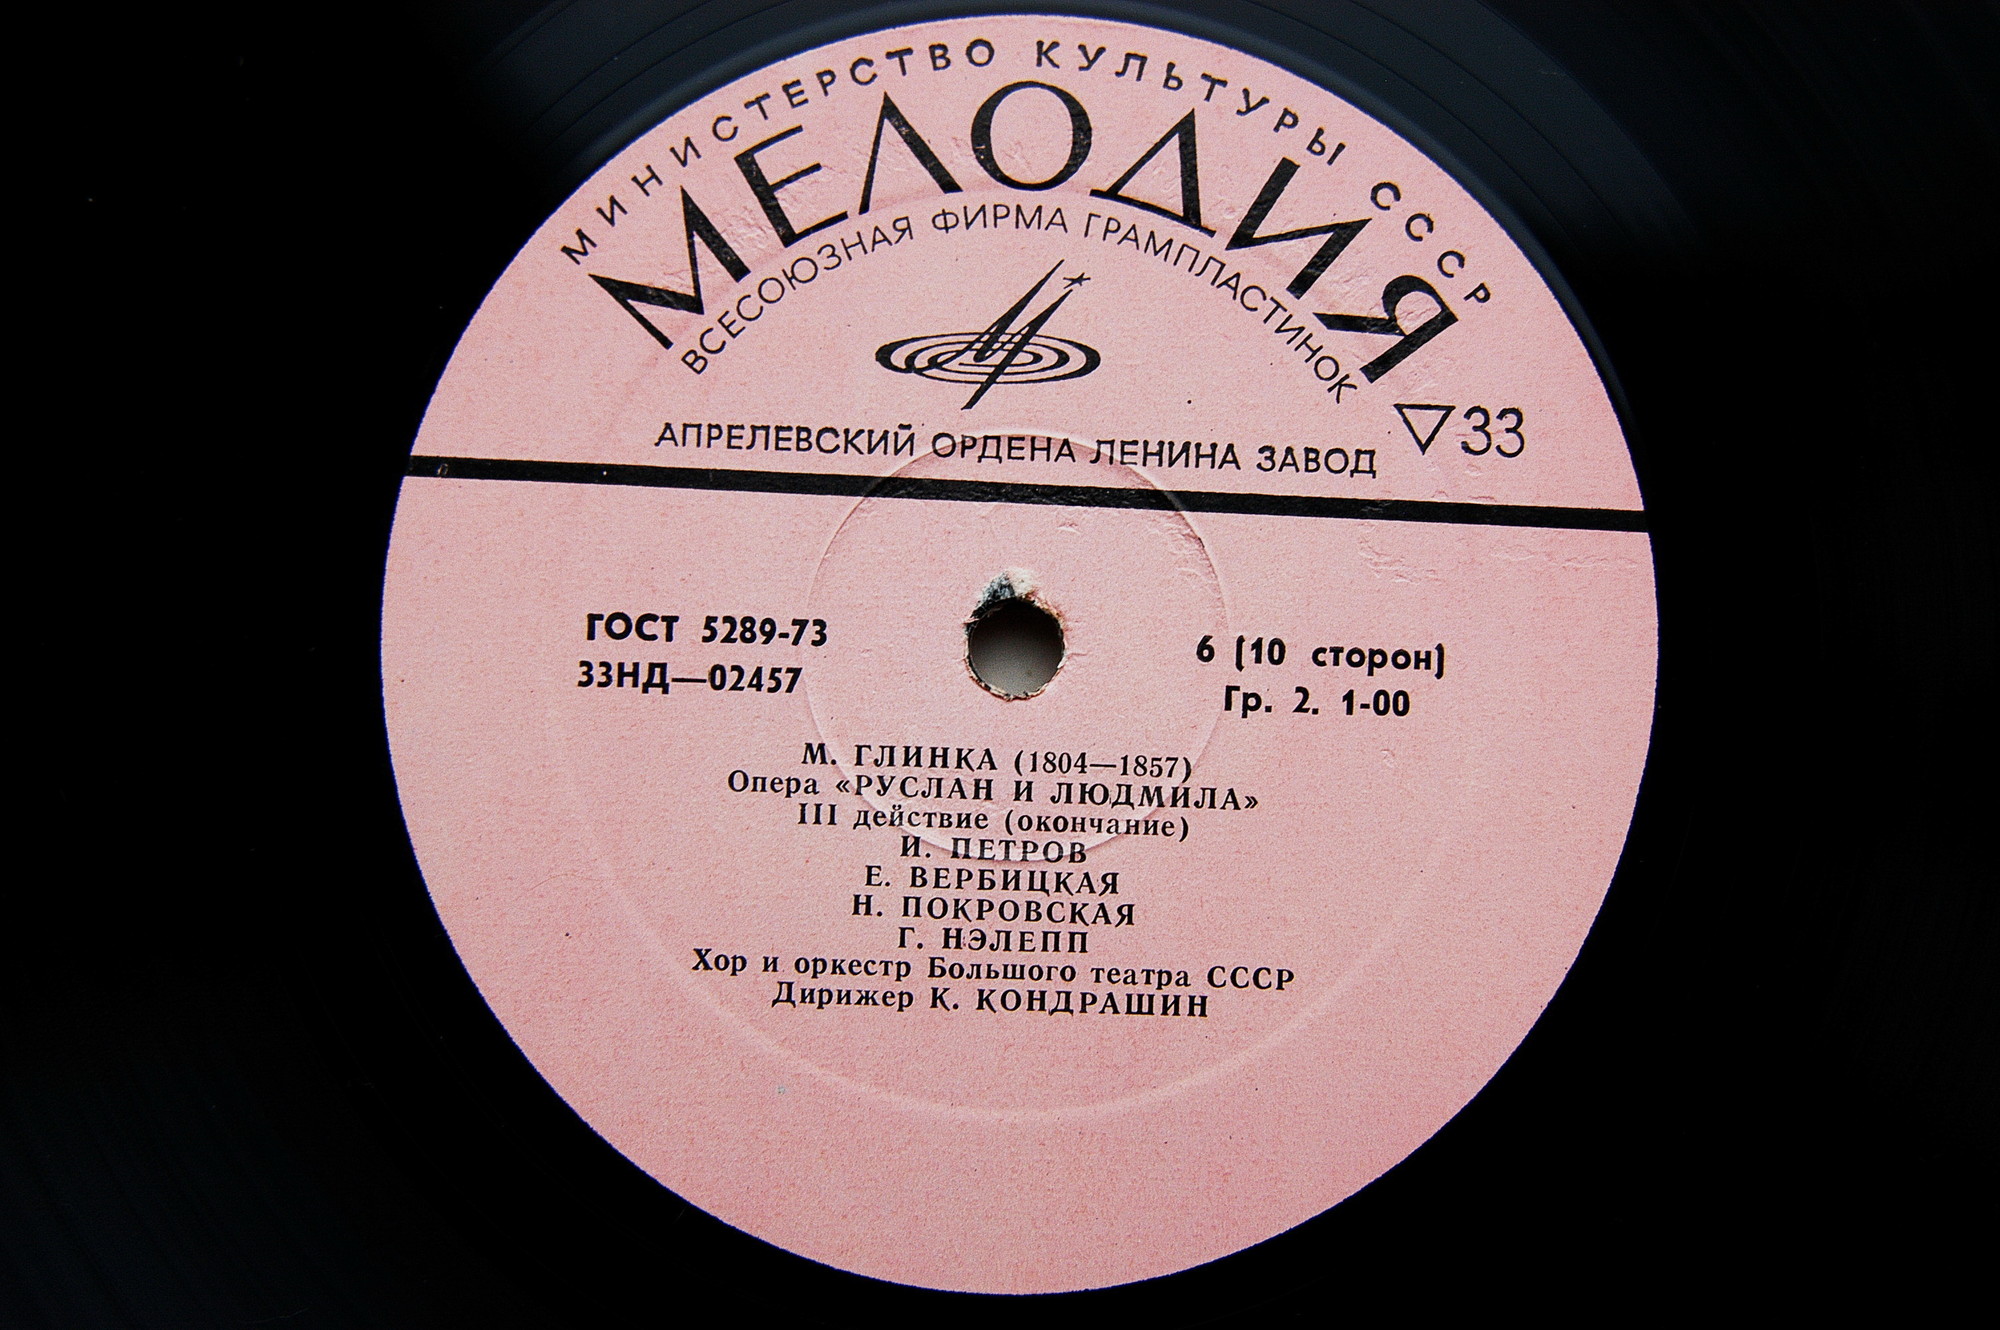 МИНИСТЕРСТВО КУЛЬТУРЫ СССР
МЕЛОДИЯ
ВСЕСОЮЗНАЯ ФИРМА ГРАМПЛАСТИНОК
АПРЕЛЕВСКИЙ ОРДЕНА ЛЕНИНА ЗАВОД
▽33
ГОСТ 5289-73
33НД—02457
6 (10 сторон)
Гр. 2. 1-00
М. ГЛИНКА (1804—1857)
Опера «РУСЛАН И ЛЮДМИЛА»
III действие (окончание)
И. ПЕТРОВ
Е. ВЕРБИЦКАЯ
Н. ПОКРОВСКАЯ
Г. НЭЛЕПП
Хор и оркестр Большого театра СССР
Дирижер К. КОНДРАШИН